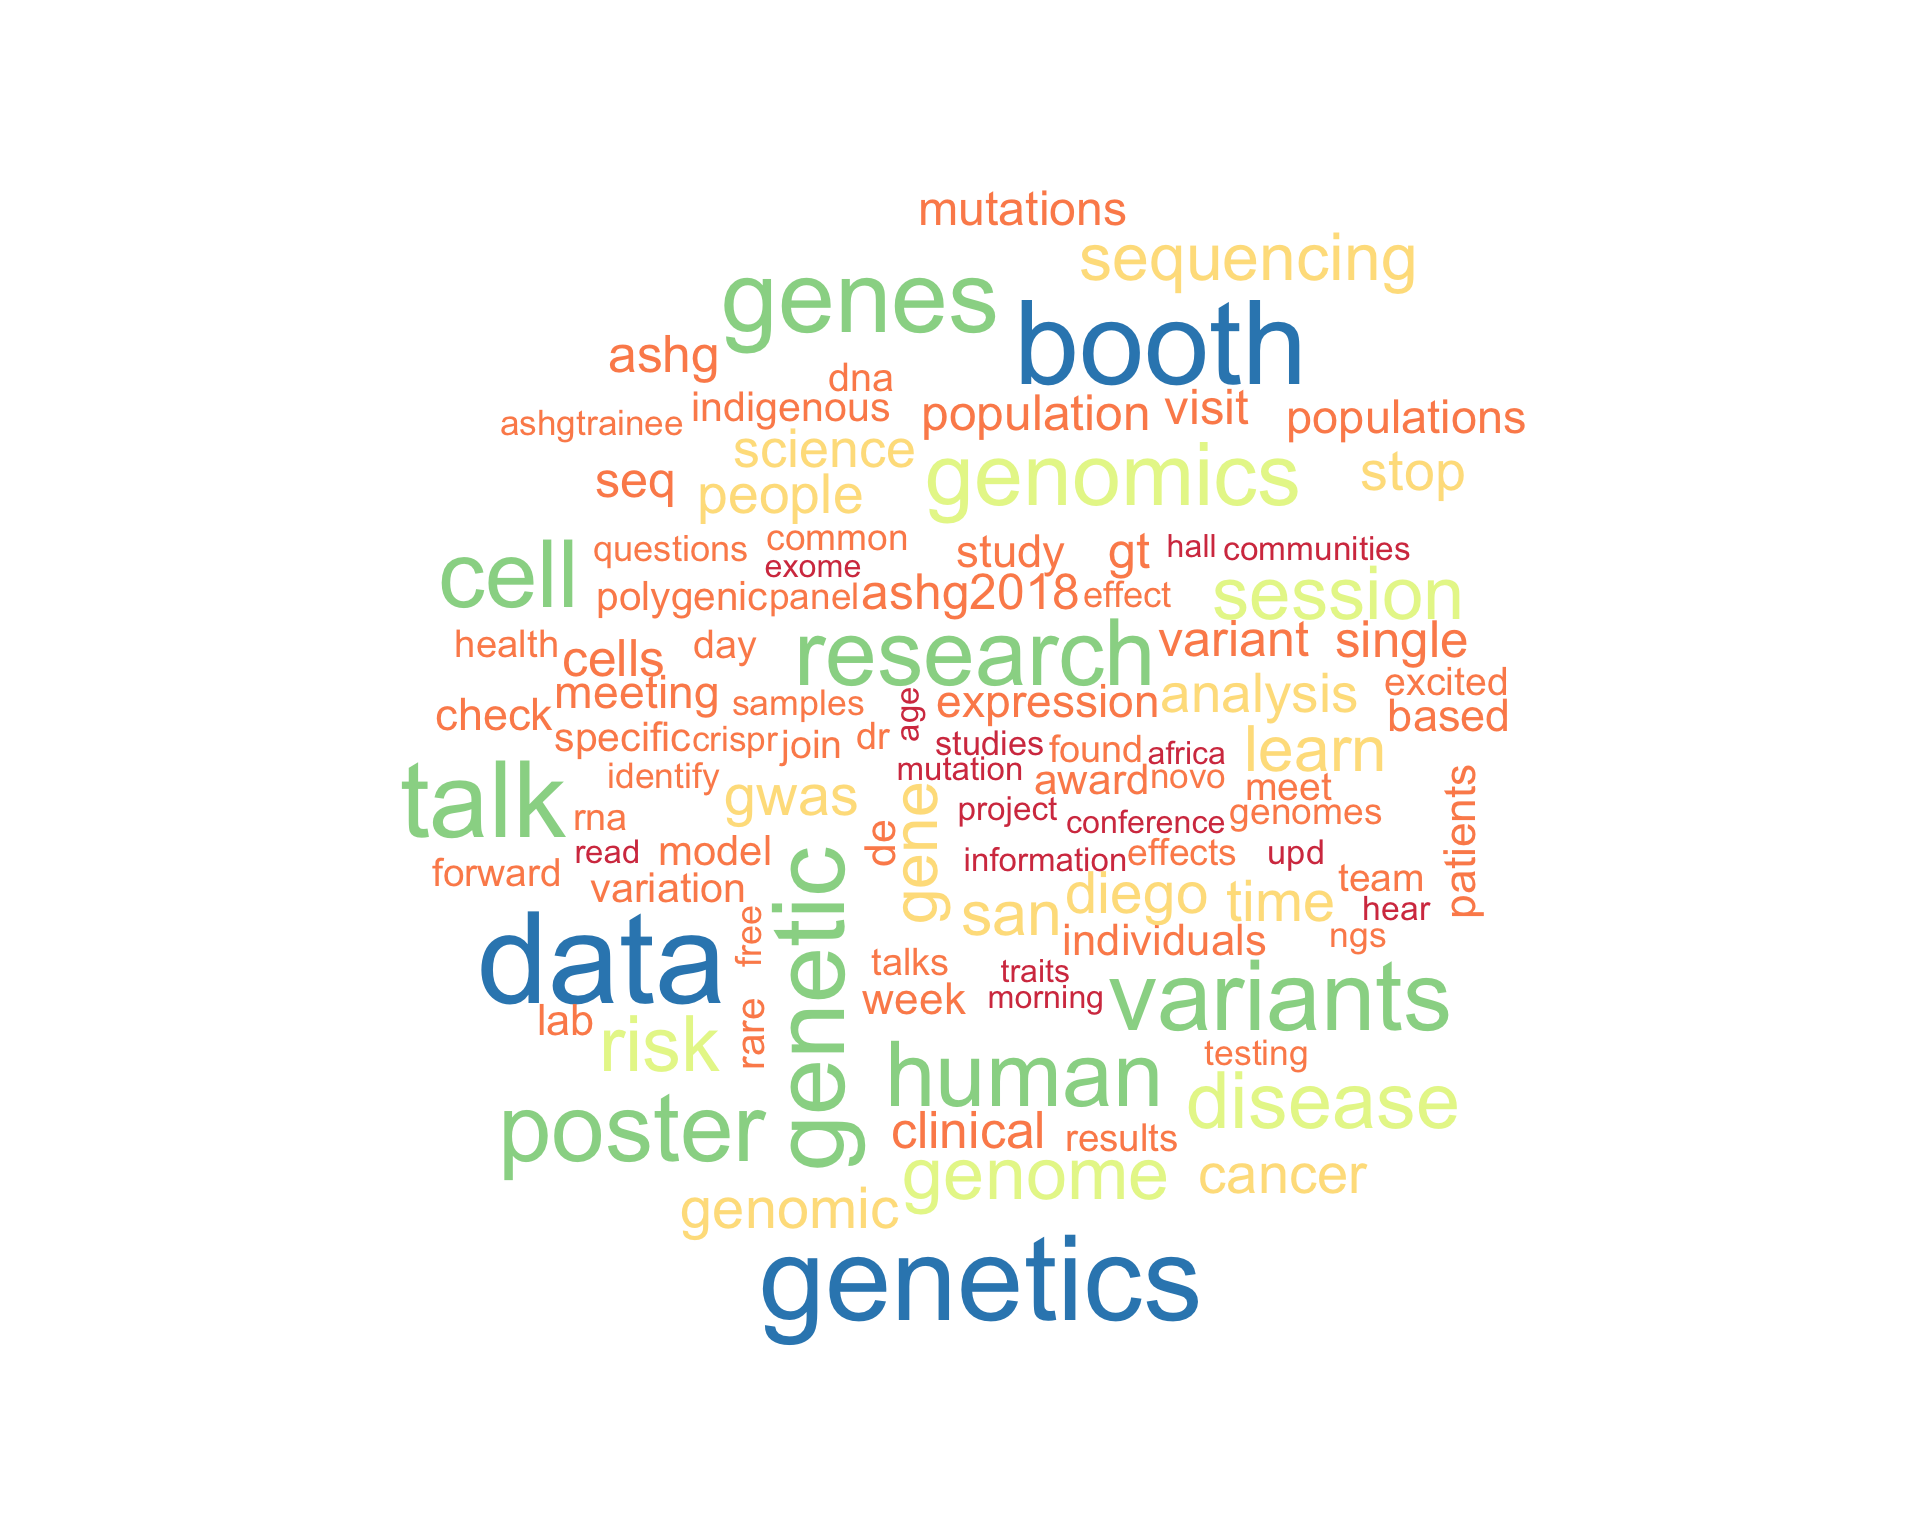 mutations
sequencing
genes
booth
ashg
dna
indigenous
population
visit
populations
ashgtrainee
science
genomics
stop
seq
people
common
questions
study
gt
hall
communities
exome
cell
polygenic
panel
ashg2018
effect
session
health
cells
day
research
variant
single
meeting
samples
age
expression
analysis
excited
check
based
specific
crispr
join
dr
studies
found
africa
learn
mutation
identify
talk
gwas
award
novo
meet
patients
rna
gene
project
conference
genomes
read
model
de
information
effects
upd
forward
variation
genetic
san
diego
time
team
hear
data
free
individuals
ngs
talks
traits
week
morning
variants
lab
risk
rare
human
testing
poster
disease
clinical
results
genome
cancer
genomic
genetics